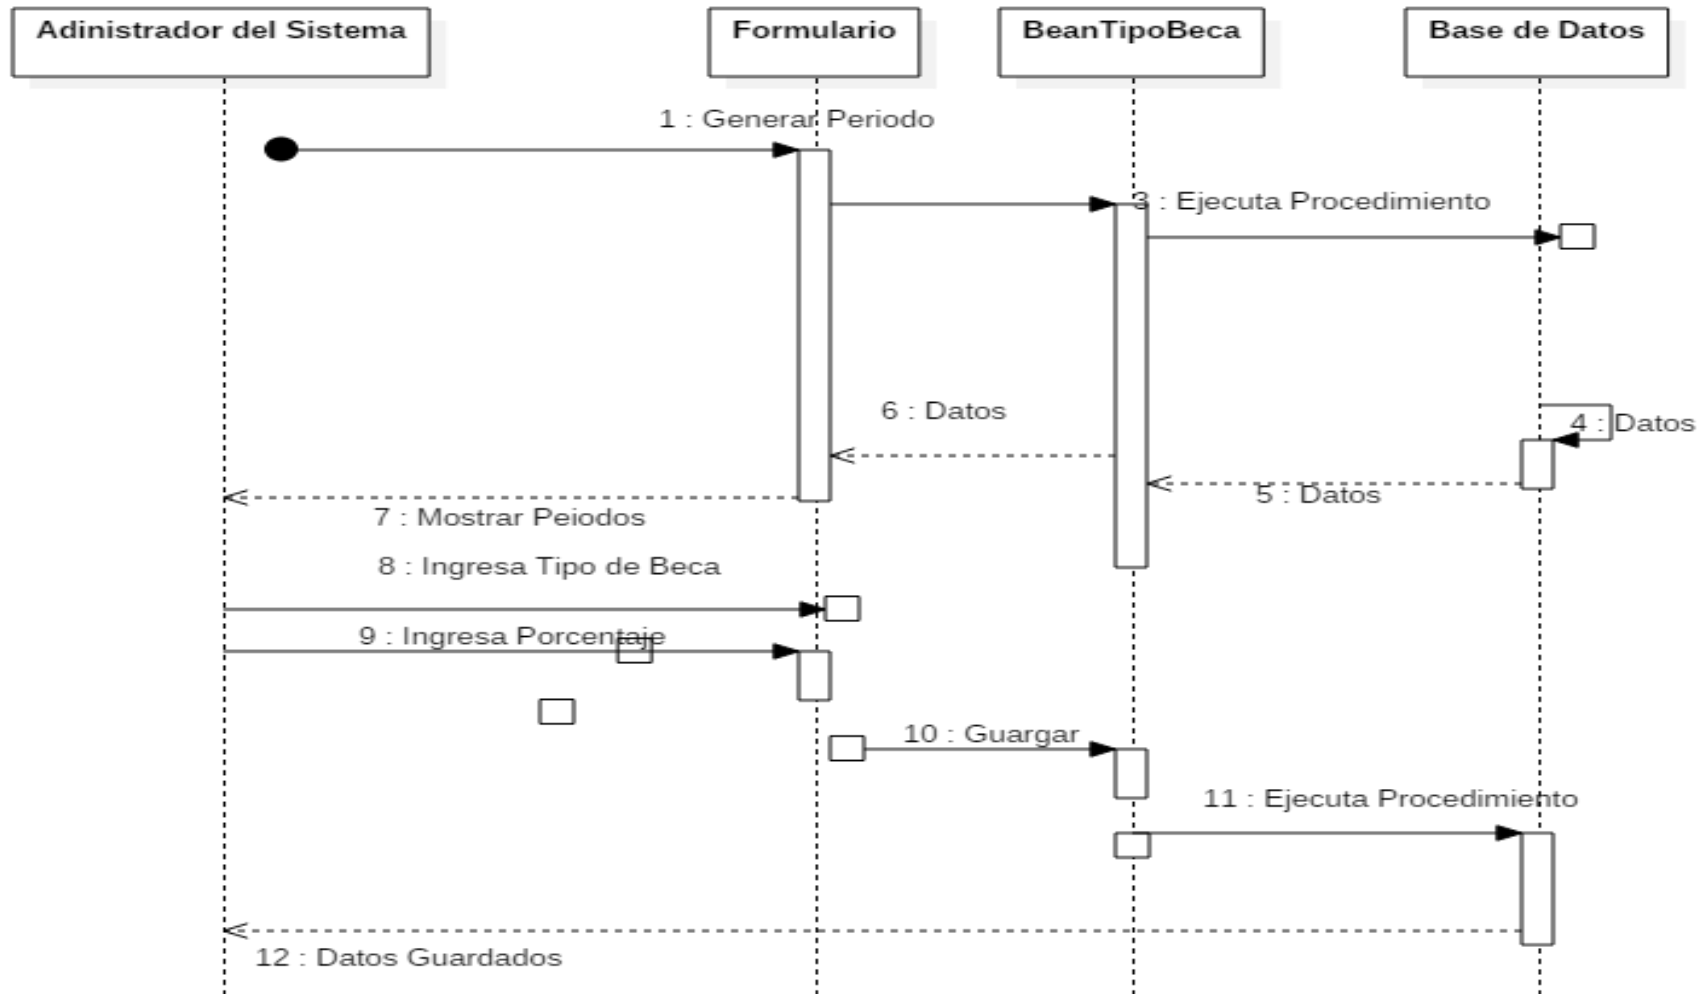 Adinistrador del Sistema
Formulario
BeanTipoBeca
Base de Datos
1 : Generar Periodo
3 : Ejecuta Procedimiento
6 : Datos
4 : Datos
5 : Datos
7 : Mostrar Peiodos
8 : Ingresa Tipo de Beca
9 : Ingresa Porcentaje
10 : Guargar
11 : Ejecuta Procedimiento
12 : Datos Guardados